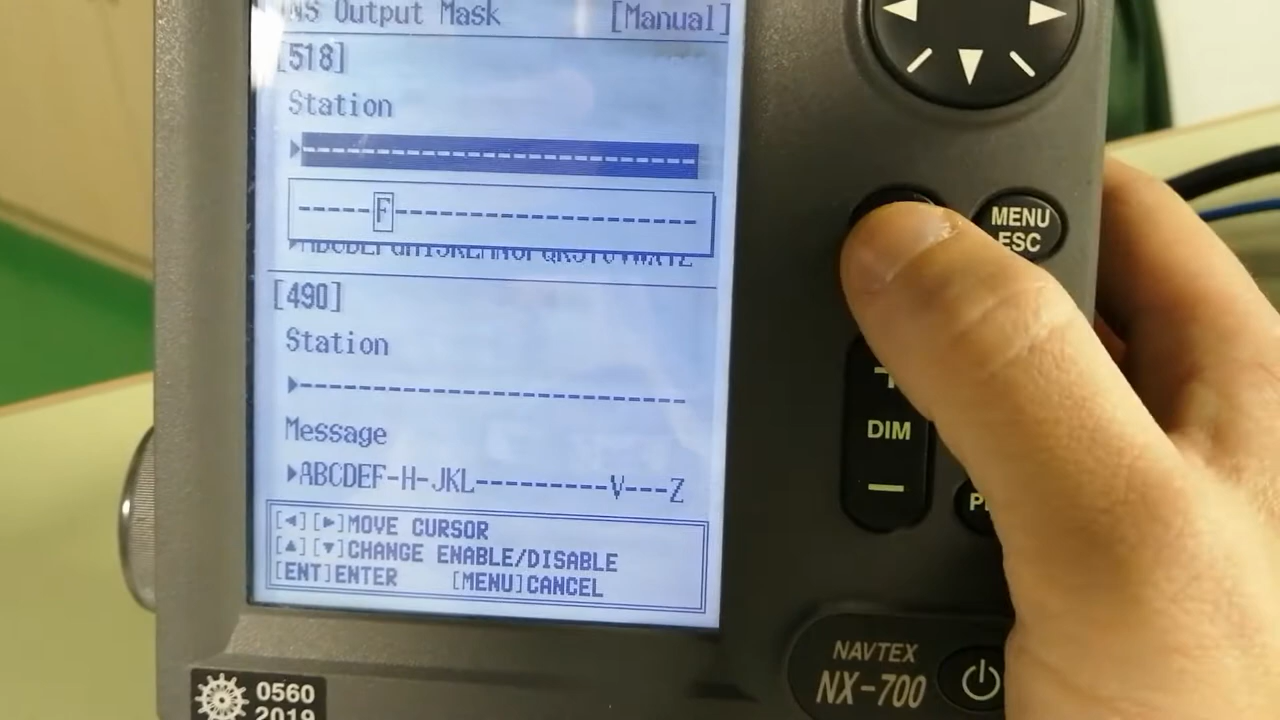 NS Output Mask [Manual]
[518]
Station
-----F--------------------
[490]
Station
--------------------------
Message
ABCDEF-H-JKL---------V---Z
[◄][►]MOVE CURSOR
[▲][▼]CHANGE ENABLE/DISABLE
[ENT]ENTER [MENU]CANCEL
MENU
ESC
+
DIM
—
NAVTEX
NX-700
0560
2019